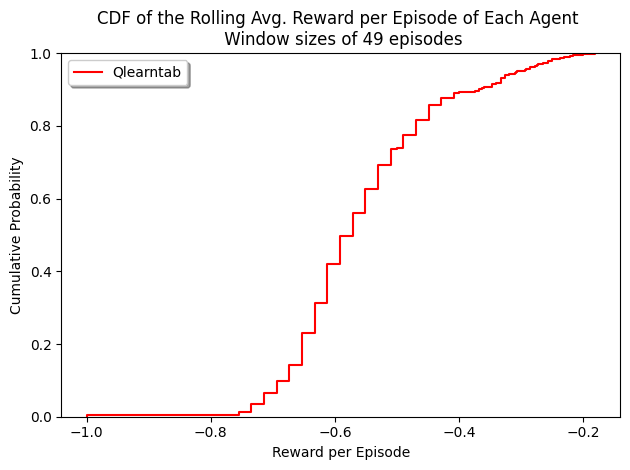 CDF of the Rolling Avg. Reward per Episode of Each Agent
Window sizes of 49 episodes
Qlearntab
Cumulative Probability
1.0
0.8
0.6
0.4
0.2
0.0
−1.0 −0.8 −0.6 −0.4 −0.2
Reward per Episode